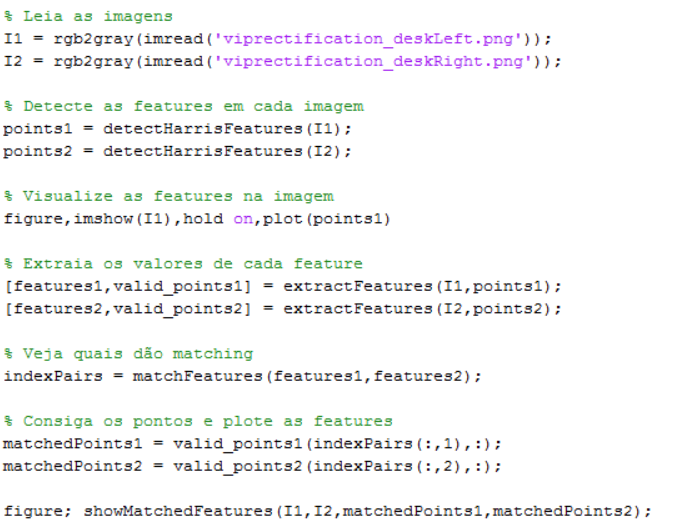 % Leia as imagens
I1 = rgb2gray(imread('viprectification_deskLeft.png'));
I2 = rgb2gray(imread('viprectification_deskRight.png'));
% Detecte as features em cada imagem
points1 = detectHarrisFeatures(I1);
points2 = detectHarrisFeatures(I2);
% Visualize as features na imagem
figure,imshow(I1),hold on,plot(points1)
% Extraia os valores de cada feature
[features1,valid_points1] = extractFeatures(I1,points1);
[features2,valid_points2] = extractFeatures(I2,points2);
% Veja quais dão matching
indexPairs = matchFeatures(features1,features2);
% Consiga os pontos e plote as features
matchedPoints1 = valid_points1(indexPairs(:,1),:);
matchedPoints2 = valid_points2(indexPairs(:,2),:);
figure; showMatchedFeatures(I1,I2,matchedPoints1,matchedPoints2);